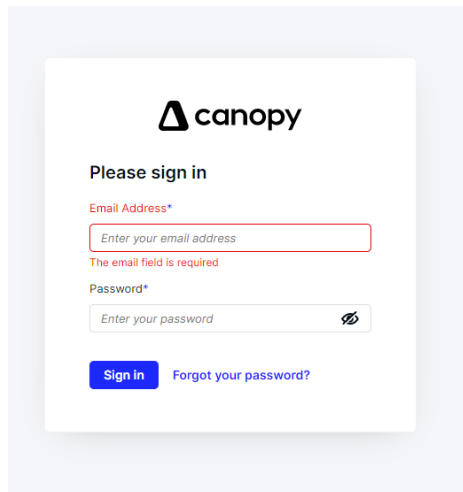 canopy
Please sign in
Email Address*
Enter your email address
The email field is required
Password*
Enter your password
Sign in Forgot your password?